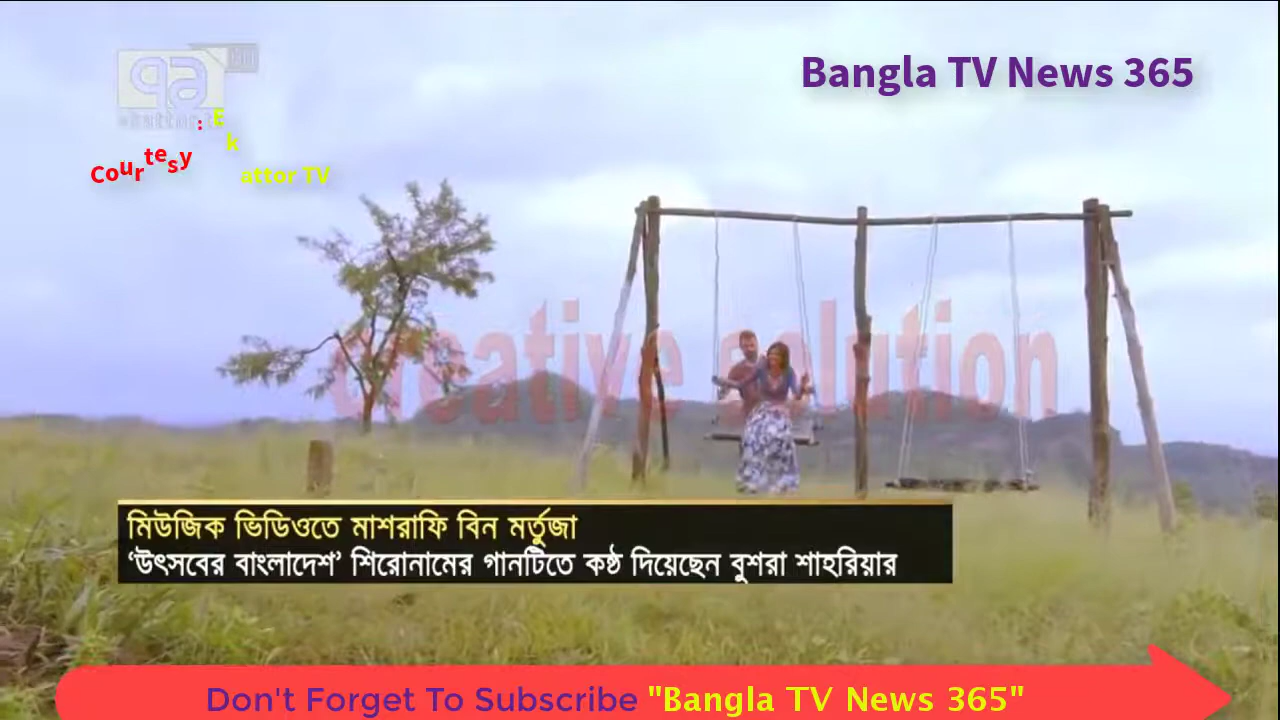 Bangla TV News 365
Courtesy : Ekattor TV
creative solution
মিউজিক ভিডিওতে মাশরাফি বিন মর্তুজা
‘উৎসবের বাংলাদেশ’ শিরোনামের গানটিতে কণ্ঠ দিয়েছেন বুশরা শাহরিয়ার
Don't Forget To Subscribe "Bangla TV News 365"